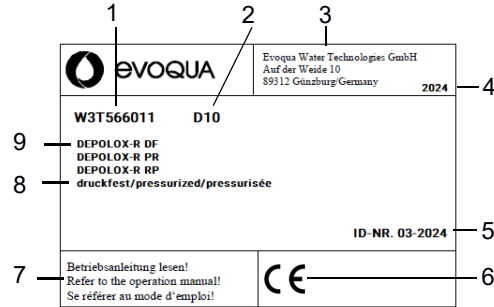 1
2
3
evoqua
Evoqua Water Technologies GmbH
Auf der Weide 10
89312 Günzburg/Germany
2024
4
W3T566011 D10
9 DEPOLOX-R DF
DEPOLOX-R PR
DEPOLOX-R RP
8 druckfest/pressurized/pressurisée
ID-NR. 03-2024 5
7 Betriebsanleitung lesen!
Refer to the operation manual!
Se référer au mode d'emploi!
CE 6